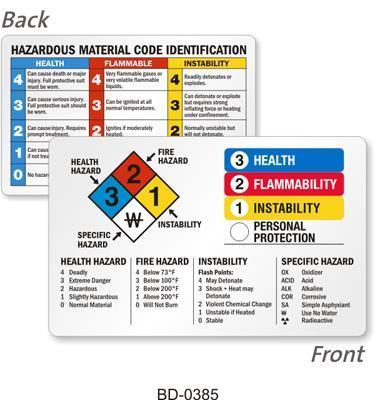 Back
HAZARDOUS MATERIAL CODE IDENTIFICATION
HEALTH FLAMMABLE INSTABILITY
4 Can cause death or major injury. Full protective suit must be worn.
4 Very flammable gases or very volatile flammable liquids.
4 Readily detonates or explodes.
3 Can cause serious injury. Full protective suit should be worn.
3 Can be ignited at all normal temperatures.
3 Can detonate or explode but requires strong inflating force or heating under confinement.
2 Can cause injury. Requires prompt treatment.
2 Ignites if moderately heated.
2 Normally unstable but will not detonate.
1 Can cause if not
0 No hazard
HEALTH HAZARD
FIRE HAZARD
2
3 1
W
SPECIFIC HAZARD
INSTABILITY
3 HEALTH
2 FLAMMABILITY
1 INSTABILITY
PERSONAL PROTECTION
HEALTH HAZARD
4 Deadly
3 Extreme Danger
2 Hazardous
1 Slightly Hazardous
0 Normal Material
FIRE HAZARD
4 Below 73°F
3 Below 100°F
2 Below 200°F
1 Above 200°F
0 Will Not Burn
INSTABILITY
Flash Points:
4 May Detonate
3 Shock + Heat may Detonate
2 Violent Chemical Change
1 Unstable if Heated
0 Stable
SPECIFIC HAZARD
OX Oxidizer
ACID Acid
ALK Alkaline
COR Corrosive
SA Simple Asphyxiant
W Use No Water
Radioactive
Front
BD-0385